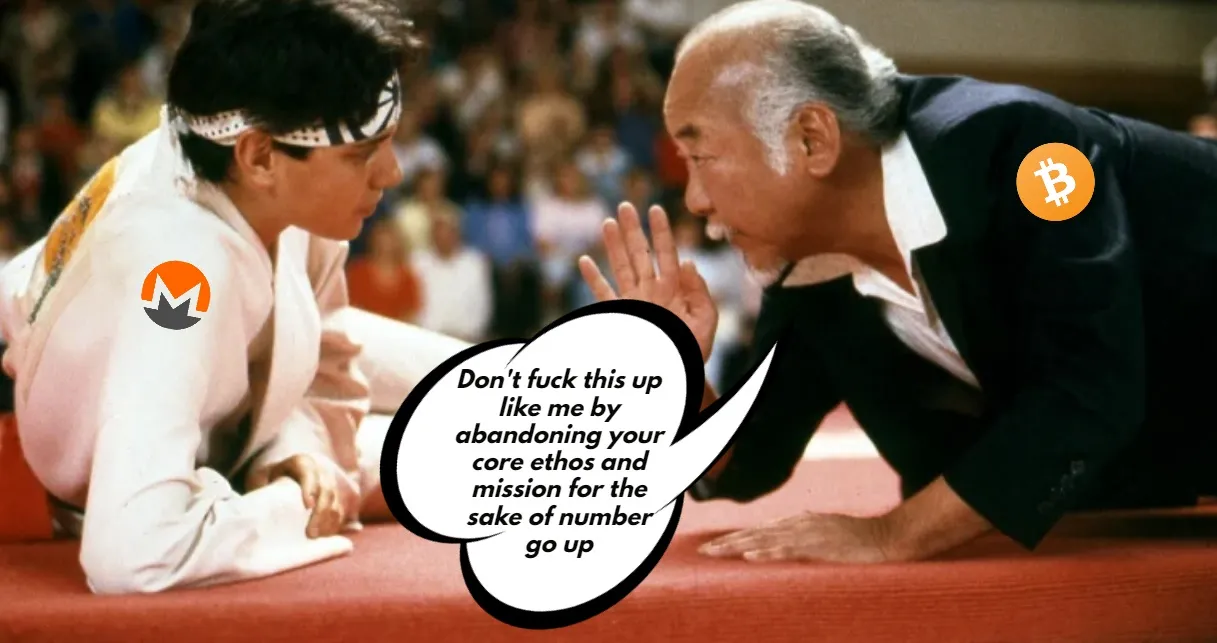 Don't fuck this up
like me by
abandoning your
core ethos and
mission for the
sake of number
go up